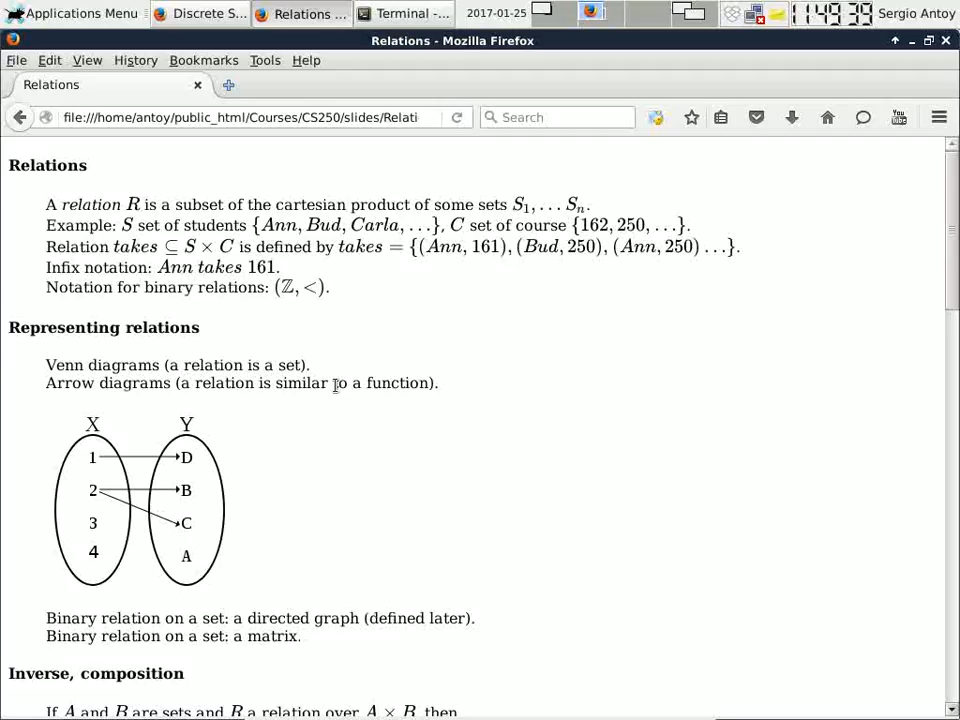 Applications Menu Discrete S... Relations ... Terminal -... 2017-01-25 11:49:39 Sergio Antoy
Relations - Mozilla Firefox
File Edit View History Bookmarks Tools Help
Relations
file:///home/antoy/public_html/Courses/CS250/slides/Relati Search You Tube
Relations
A relation R is a subset of the cartesian product of some sets S₁, … Sₙ.
Example: S set of students {Ann, Bud, Carla, …}, C set of course {162, 250, …}.
Relation takes ⊆ S × C is defined by takes = {(Ann, 161), (Bud, 250), (Ann, 250) …}.
Infix notation: Ann takes 161.
Notation for binary relations: (ℤ, <).
Representing relations
Venn diagrams (a relation is a set).
Arrow diagrams (a relation is similar to a function).
X Y
1 D
2 B
3 C
4 A
Binary relation on a set: a directed graph (defined later).
Binary relation on a set: a matrix.
Inverse, composition
If A and B are sets and R a relation over A × B, then